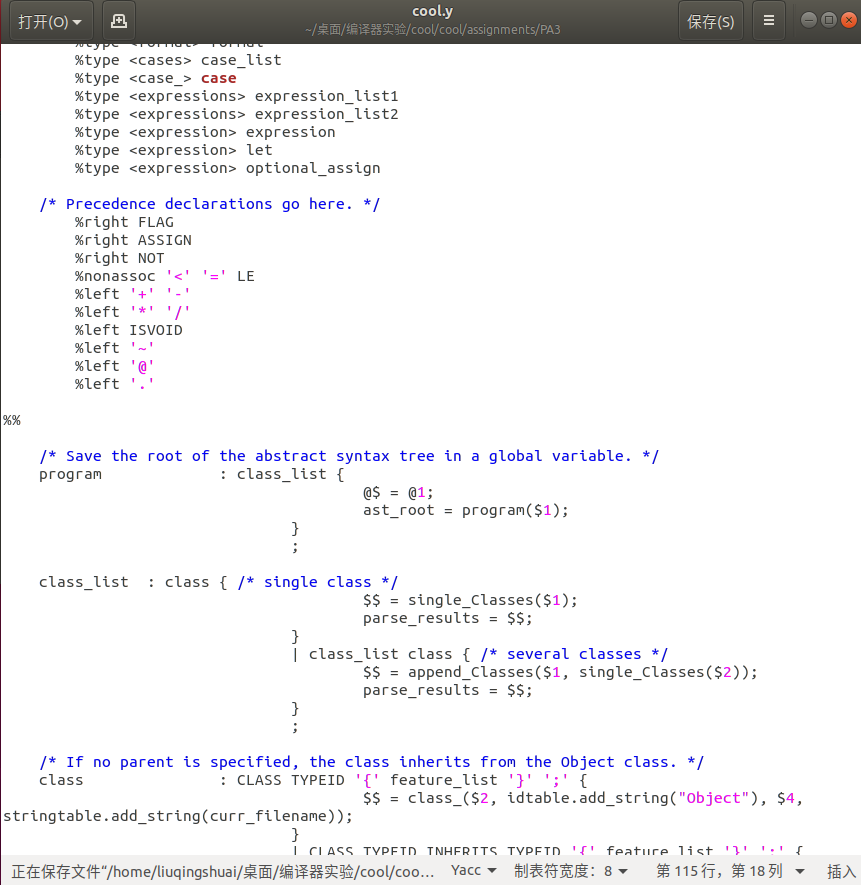 打开(O)
cool.y
~/桌面/编译器实验/cool/cool/assignments/PA3
保存(S)
%type <formal> formal
%type <cases> case_list
%type <case_> case
%type <expressions> expression_list1
%type <expressions> expression_list2
%type <expression> expression
%type <expression> let
%type <expression> optional_assign
/* Precedence declarations go here. */
%right FLAG
%right ASSIGN
%right NOT
%nonassoc '<' '=' LE
%left '+' '-'
%left '*' '/'
%left ISVOID
%left '~'
%left '@'
%left '.'
%%
/* Save the root of the abstract syntax tree in a global variable. */
program : class_list {
@$ = @1;
ast_root = program($1);
}
;
class_list : class { /* single class */
$$ = single_Classes($1);
parse_results = $$;
}
| class_list class { /* several classes */
$$ = append_Classes($1, single_Classes($2));
parse_results = $$;
}
;
/* If no parent is specified, the class inherits from the Object class. */
class : CLASS TYPEID '{' feature_list '}' ';' {
$$ = class_($2, idtable.add_string("Object"), $4,
stringtable.add_string(curr_filename));
}
| CLASS TYPEID INHERITS TYPEID '{' feature_list '}' ';' {
正在保存文件“/home/liuqingshuai/桌面/编译器实验/cool/coo… Yacc 制表符宽度：8 第 115 行，第 18 列 插入